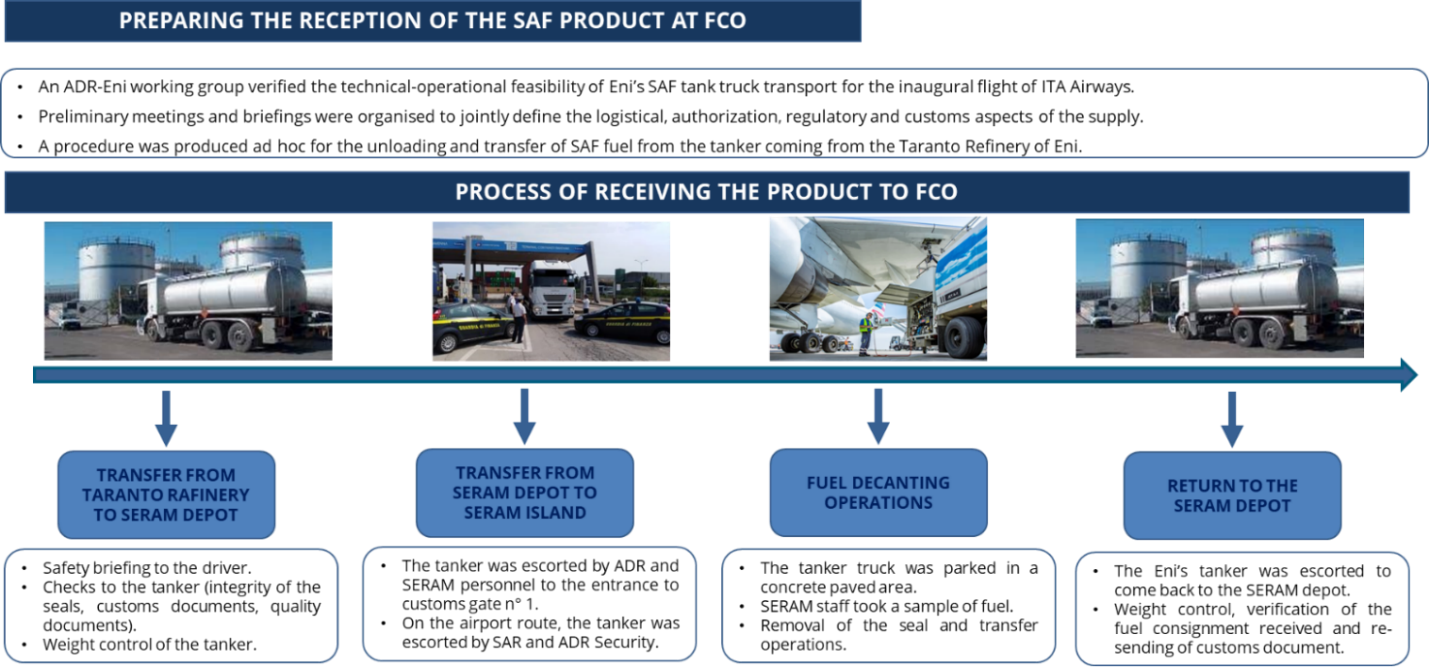 PREPARING THE RECEPTION OF THE SAF PRODUCT AT FCO
• An ADR-Eni working group verified the technical-operational feasibility of Eni's SAF tank truck transport for the inaugural flight of ITA Airways.
• Preliminary meetings and briefings were organised to jointly define the logistical, authorization, regulatory and customs aspects of the supply.
• A procedure was produced ad hoc for the unloading and transfer of SAF fuel from the tanker coming from the Taranto Refinery of Eni.
PROCESS OF RECEIVING THE PRODUCT TO FCO
TRANSFER FROM
TARANTO RAFINERY
TO SERAM DEPOT
• Safety briefing to the driver.
• Checks to the tanker (integrity of the
seals, customs documents, quality
documents).
• Weight control of the tanker.
TRANSFER FROM
SERAM DEPOT TO
SERAM ISLAND
• The tanker was escorted by ADR and
SERAM personnel to the entrance to
customs gate n° 1.
• On the airport route, the tanker was
escorted by SAR and ADR Security.
FUEL DECANTING
OPERATIONS
• The tanker truck was parked in a
concrete paved area.
• SERAM staff took a sample of fuel.
• Removal of the seal and transfer
operations.
RETURN TO THE
SERAM DEPOT
• The Eni's tanker was escorted to
come back to the SERAM depot.
• Weight control, verification of the
fuel consignment received and re-
sending of customs document.